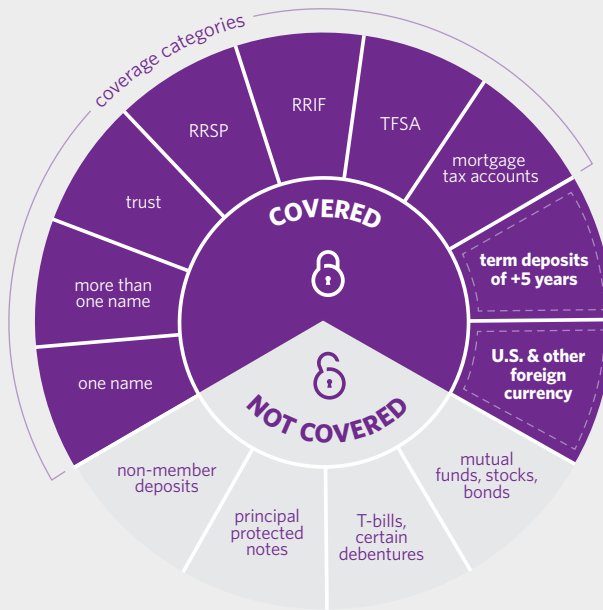 coverage categories
one name
more than
one name
trust
RRSP
RRIF
TFSA
mortgage
tax accounts
term deposits
of +5 years
U.S. & other
foreign
currency
COVERED
NOT COVERED
non-member
deposits
principal
protected
notes
T-bills,
certain
debentures
mutual
funds, stocks,
bonds